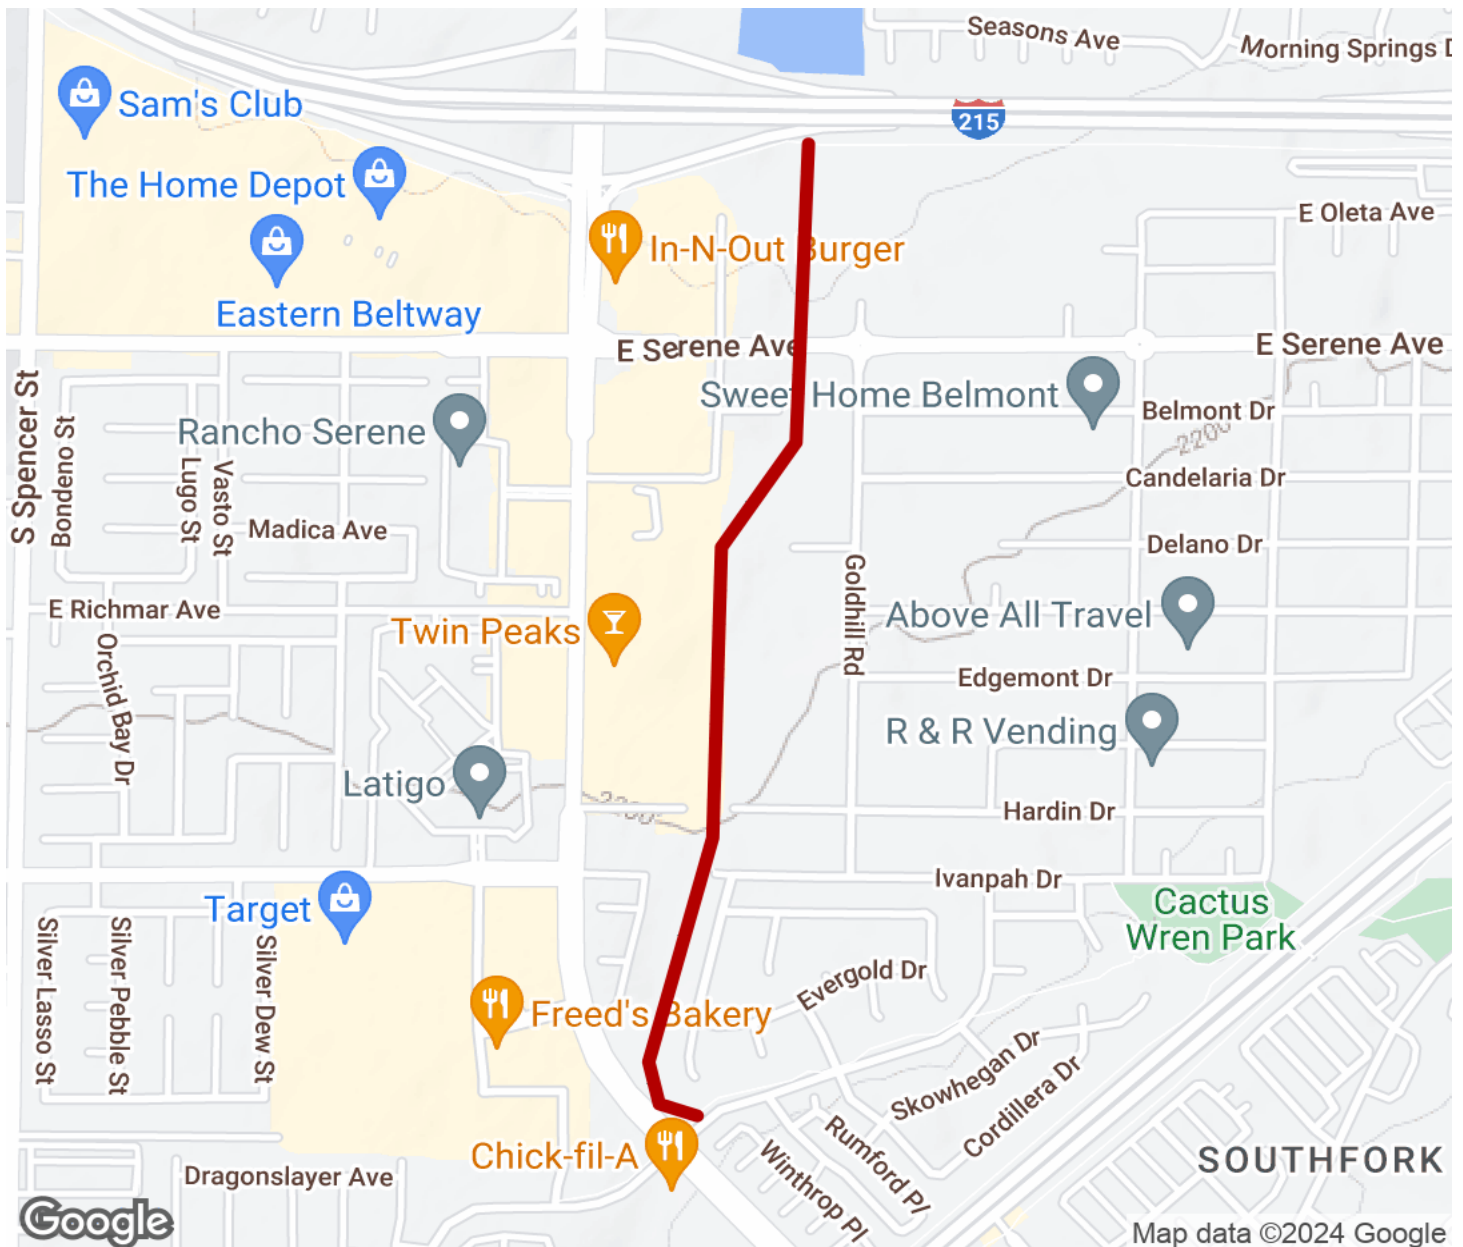 Seasons Ave
Morning Springs D
215
Sam's Club
The Home Depot
E Oleta Ave
In-N-Out Burger
Eastern Beltway
E Serene Ave
E Serene Ave
S Spencer St
Sweet Home Belmont
Belmont Dr
Bondeno St
Rancho Serene
2200
Lugo St
Vasto St
Candelaria Dr
Madica Ave
Delano Dr
Goldhill Rd
E Richmar Ave
Above All Travel
Twin Peaks
Orchid Bay Dr
Edgemont Dr
R & R Vending
Latigo
2200
Hardin Dr
Ivanpah Dr
Target
Cactus
Wren Park
Silver Lasso St
Silver Pebble St
Silver Dew St
Evergold Dr
Freed's Bakery
Skowhegan Dr
Cordillera Dr
Chick-fil-A
Rumford Pl
Winthrop Pl
SOUTHFORK
Dragonslayer Ave
Google
Map data ©2024 Google